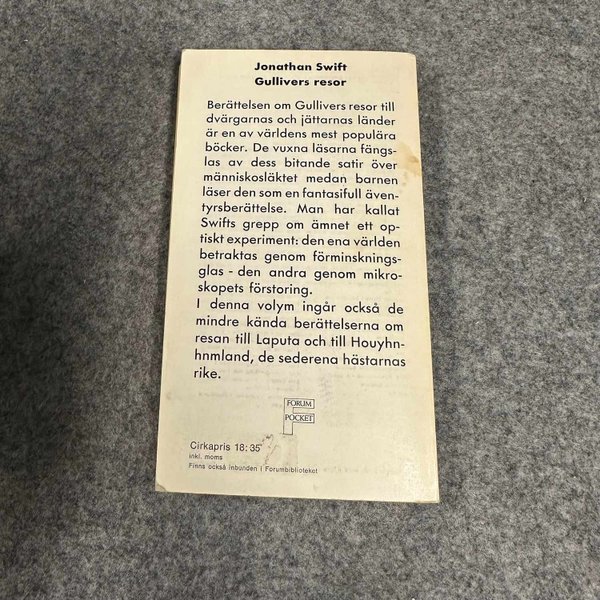 Jonathan Swift
Gullivers resor
Berättelsen om Gullivers resor till
dvärgarnas och jättarnas länder
är en av världens mest populära
böcker. De vuxna läsarna fängs-
las av dess bitande satir över
människosläktet medan barnen
läser den som en fantasifull även-
tyrsberättelse. Man har kallat
Swifts grepp om ämnet ett op-
tiskt experiment: den ena världen
betraktas genom förminsknings-
glas - den andra genom mikro-
skopets förstoring.
I denna volym ingår också de
mindre kända berättelserna om
resan till Laputa och till Houyhn-
hnmland, de sederena hästarnas
rike.
FORUM
POCKET
Cirkapris 18:35
inkl. moms
Finns också inbunden i Forumbiblioteket